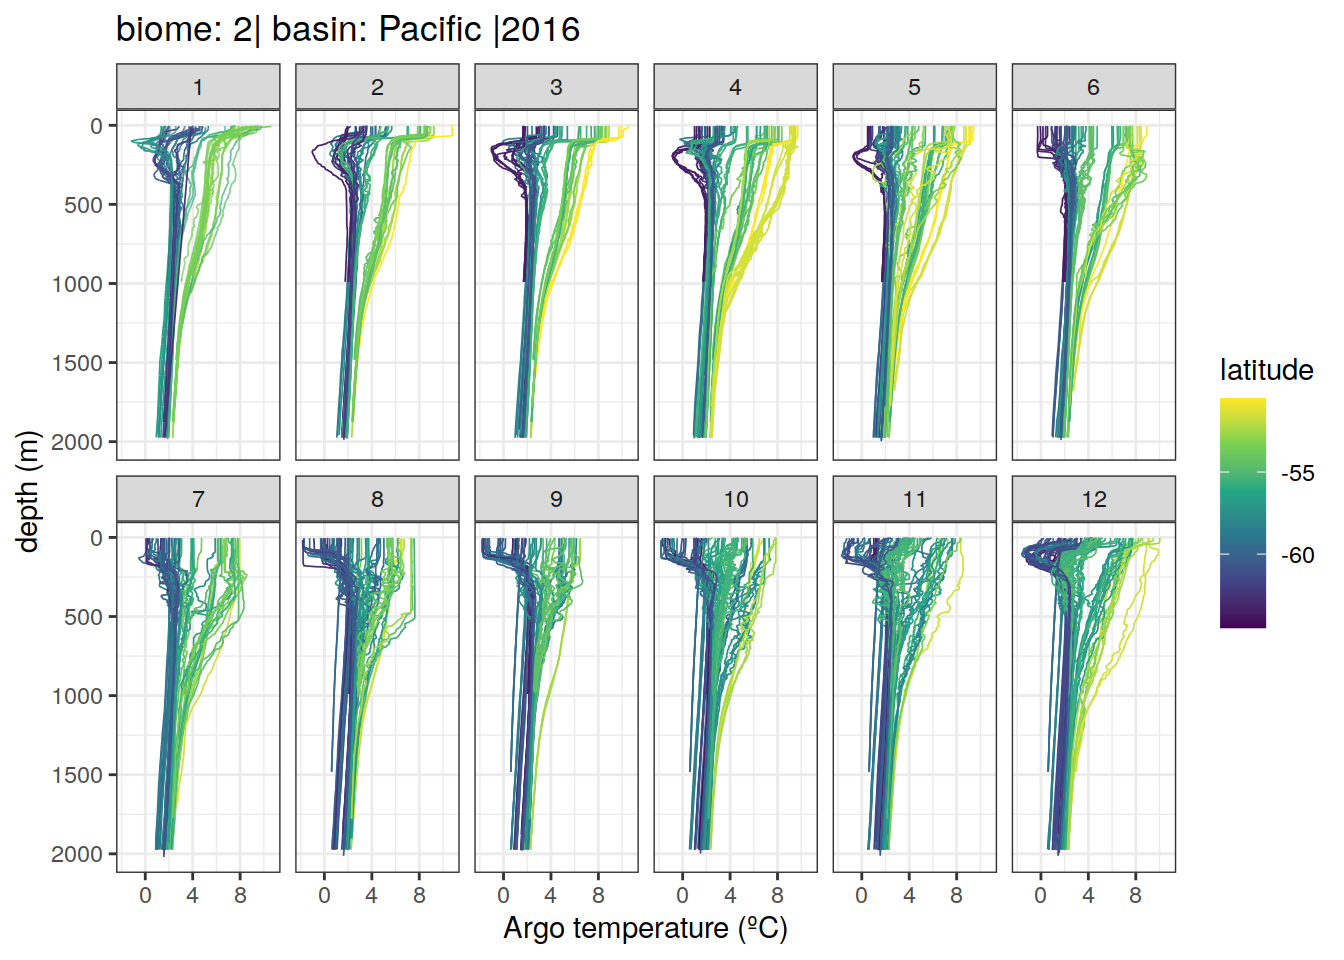 biome: 2| basin: Pacific |2016
1 2 3 4 5 6
0
500
1000
1500
2000
7 8 9 10 11 12
0
500
1000
1500
2000
0 4 8 0 4 8 0 4 8 0 4 8 0 4 8 0 4 8
Argo temperature (ºC)
depth (m)
latitude
-55
-60